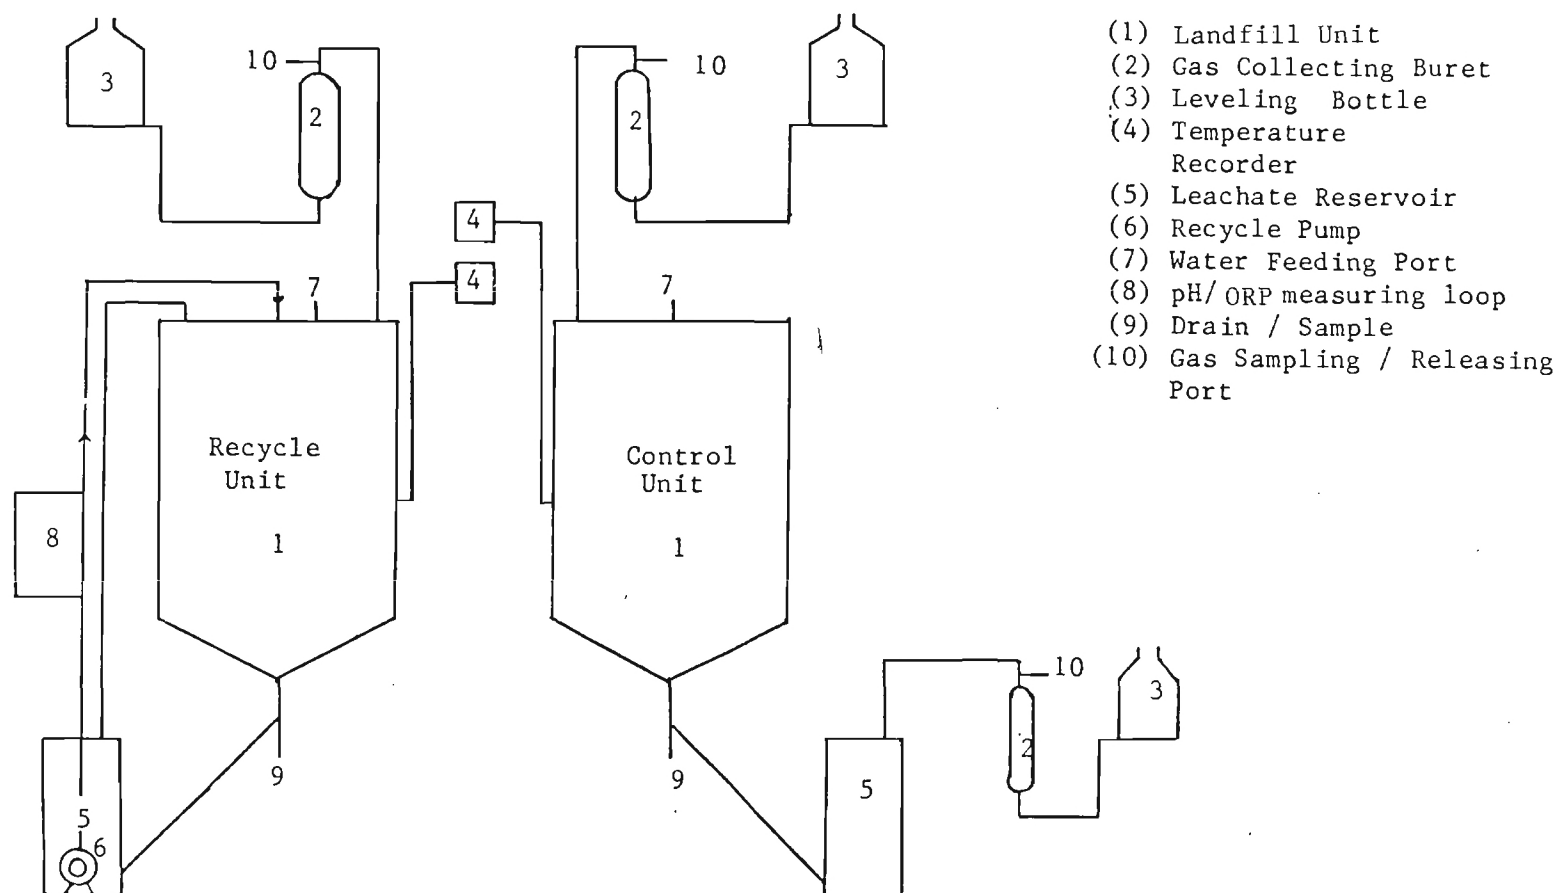 3
10
2
10
2
3
(1) Landfill Unit
(2) Gas Collecting Buret
(3) Leveling Bottle
(4) Temperature
Recorder
(5) Leachate Reservoir
(6) Recycle Pump
(7) Water Feeding Port
(8) pH/ORP measuring loop
(9) Drain / Sample
(10) Gas Sampling / Releasing
Port
4
4
7
7
Recycle
Unit
1
Control
Unit
1
8
9
9
5
6
5
10
2
3